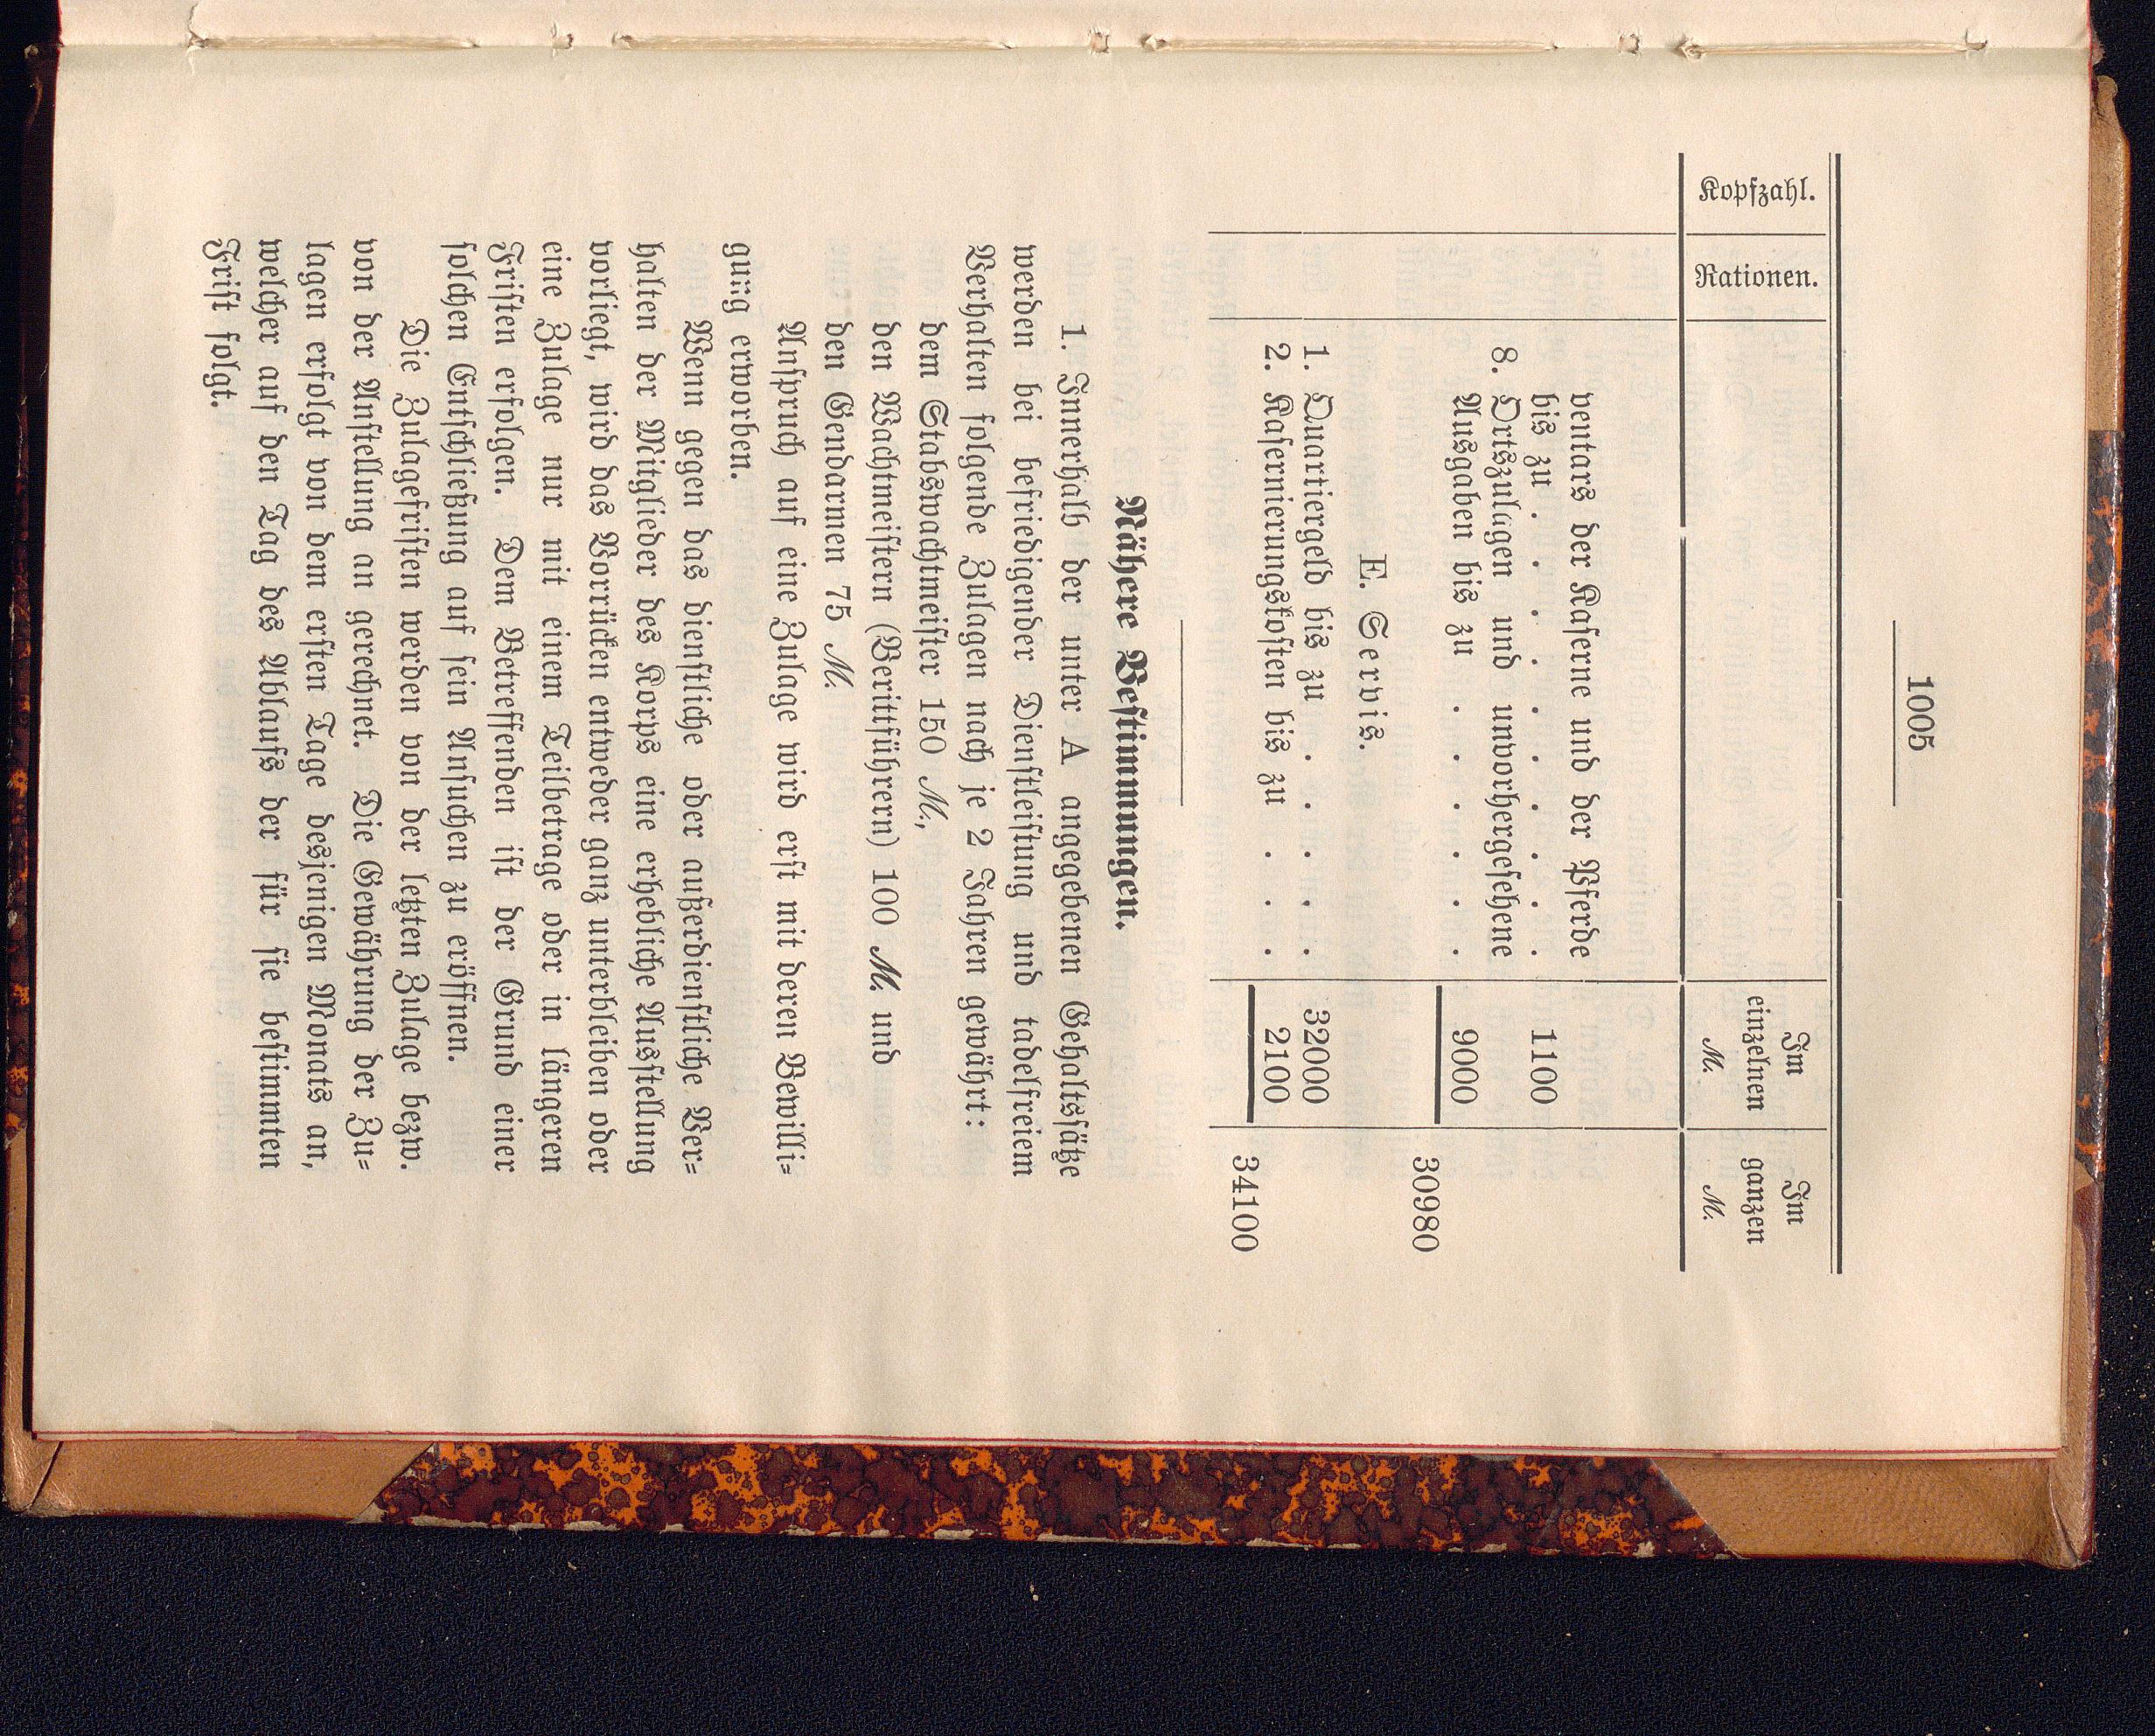 1005
Kopfzahl. Rationen. Im einzelnen M. Im ganzen M.
ventars der Kaserne und der Pferde
bis zu . . . . . . . . . 1100
8. Ortszulagen und unvorhergesehene
Ausgaben bis zu . . . . . . 9000
30980
E. Servis.
1. Quartiergeld bis zu . . . . . 32000
2. Kasernierungskosten bis zu . . . 2100
34100
Nähere Bestimmungen.
1. Innerhalb der unter A angegebenen Gehaltssätze
werden bei befriedigender Dienstleistung und tadelfreiem
Verhalten folgende Zulagen nach je 2 Jahren gewährt:
dem Stabswachtmeister 150 M.,
den Wachtmeistern (Berittführern) 100 M. und
den Gendarmen 75 M.
Anspruch auf eine Zulage wird erst mit deren Bewilli-
gung erworben.
Wenn gegen das dienstliche oder außerdienstliche Ver-
halten der Mitglieder des Korps eine erhebliche Ausstellung
vorliegt, wird das Vorrücken entweder ganz unterbleiben oder
eine Zulage nur mit einem Teilbetrage oder in längeren
Fristen erfolgen. Dem Betreffenden ist der Grund einer
solchen Entschließung auf sein Ansuchen zu eröffnen.
Die Zulagefristen werden von der letzten Zulage bezw.
von der Anstellung an gerechnet. Die Gewährung der Zu-
lagen erfolgt von dem ersten Tage desjenigen Monats an,
welcher auf den Tag des Ablaufs der für sie bestimmten
Frist folgt.